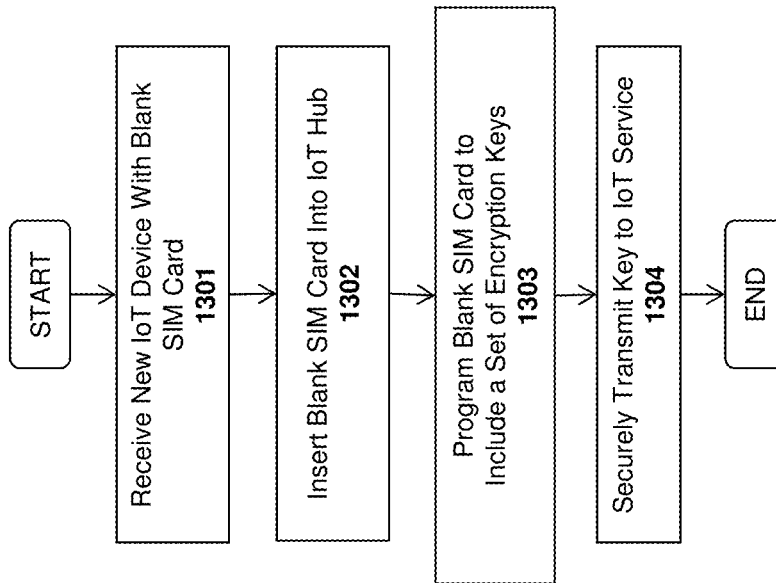 START
Receive New IoT Device With Blank
SIM Card
1301
Insert Blank SIM Card Into IoT Hub
1302
Program Blank SIM Card to
Include a Set of Encryption Keys
1303
Securely Transmit Key to IoT Service
1304
END